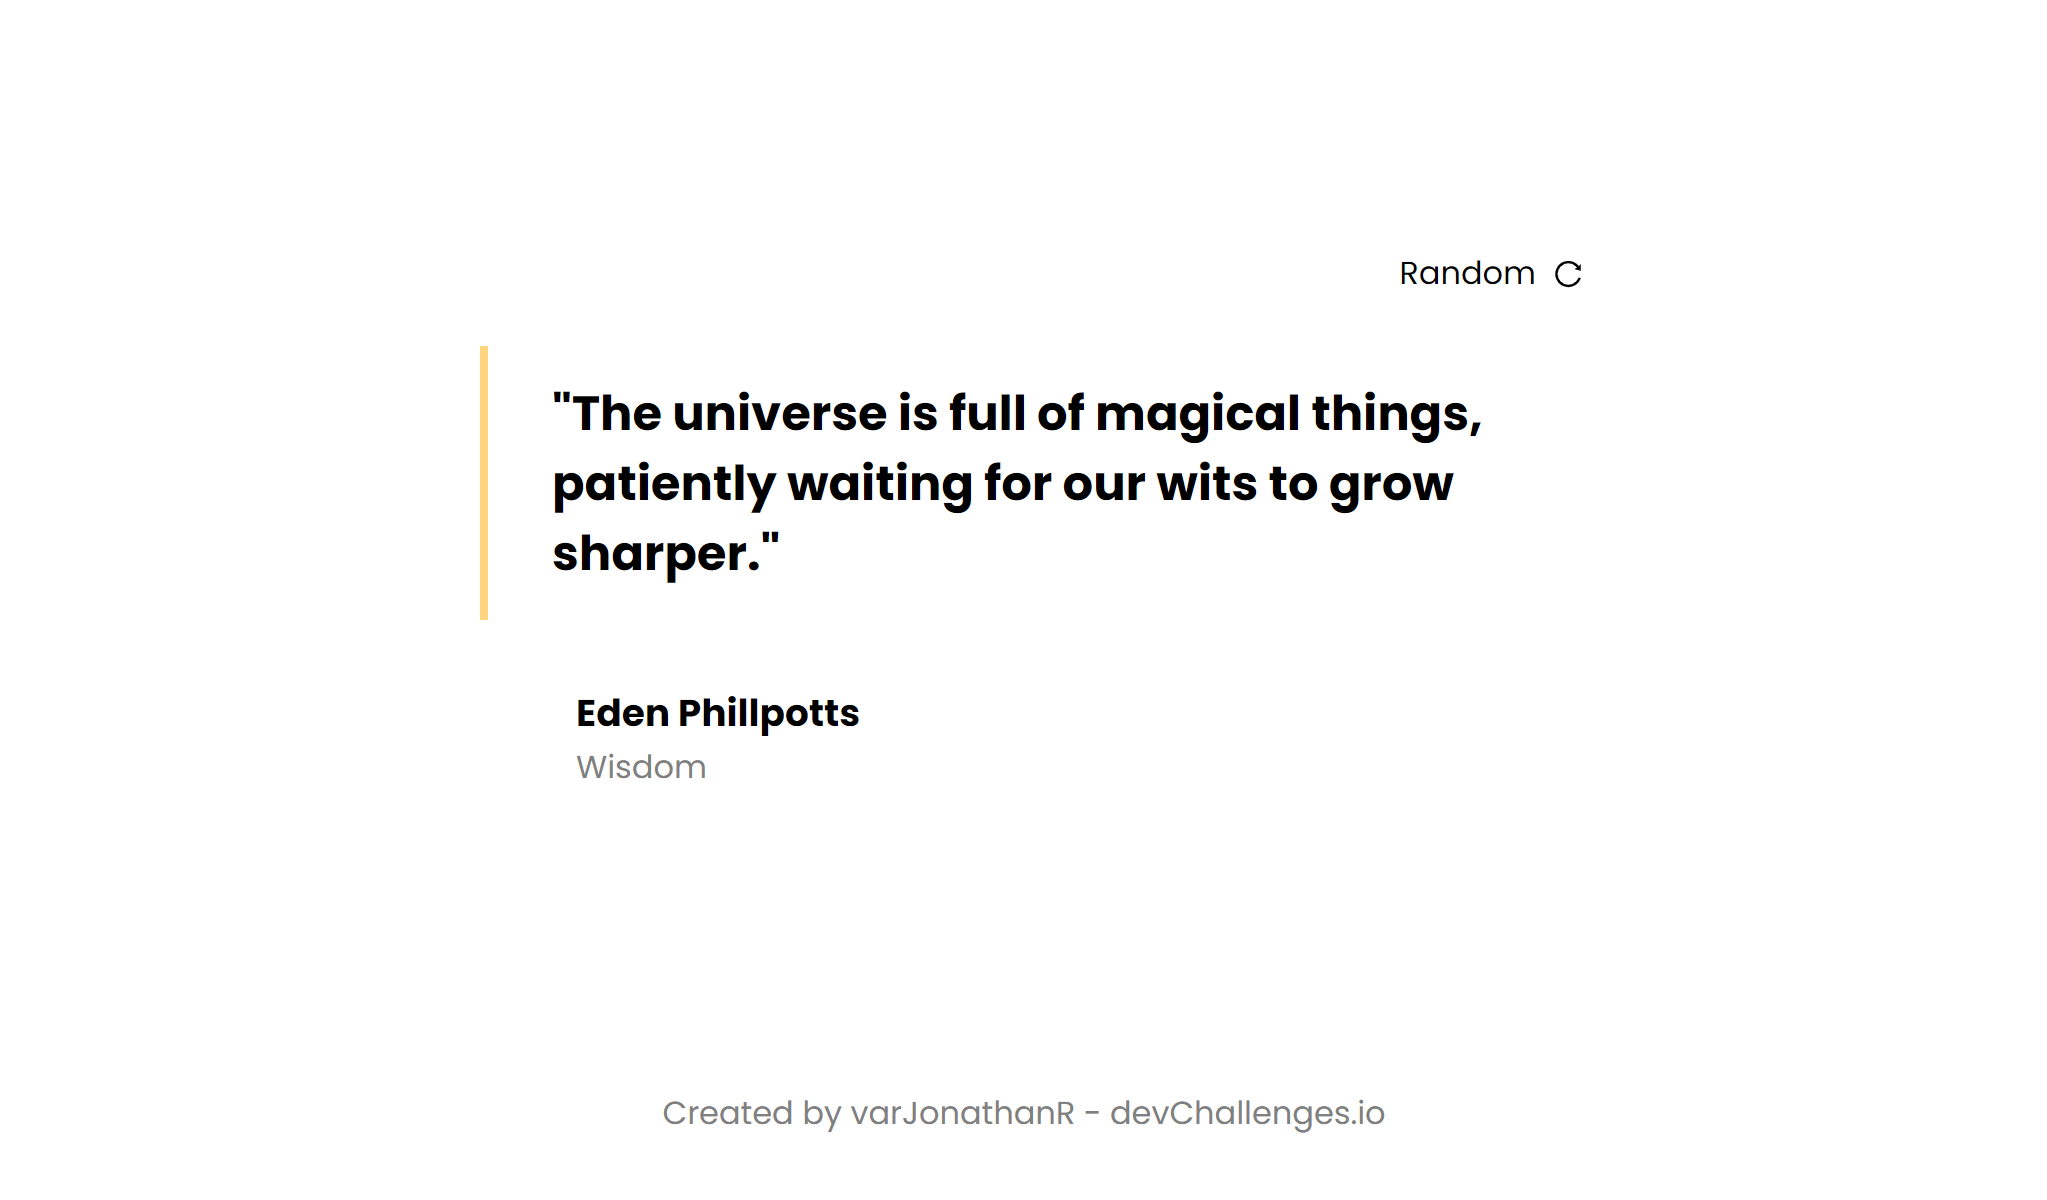 Random
"The universe is full of magical things,
patiently waiting for our wits to grow
sharper."
Eden Phillpotts
Wisdom
Created by varJonathanR - devChallenges.io